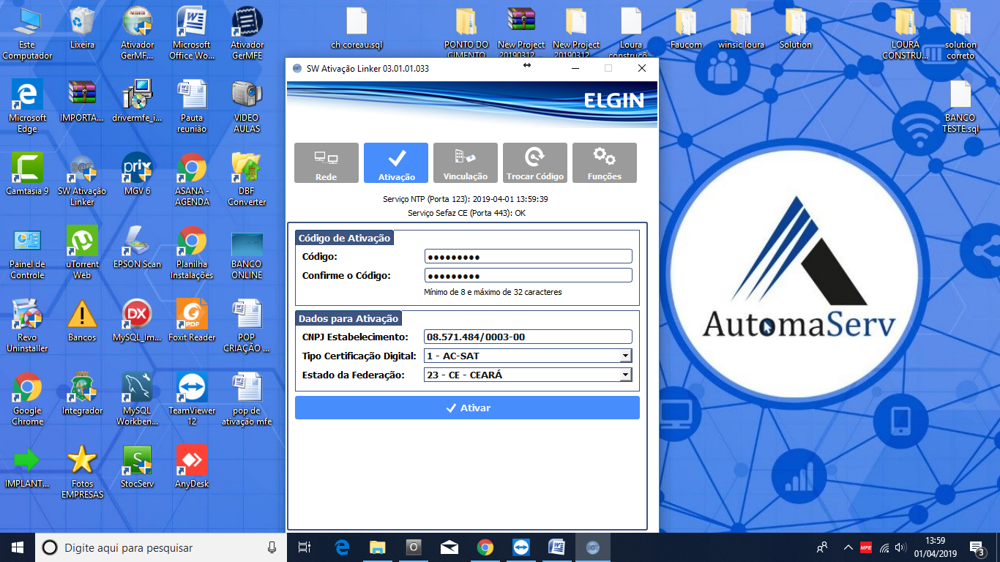 Este
Computador
Lixeira
Ativador
GerMF...
Microsoft
Office Wo...
Ativador
GerMFE
ch coreau.sql
PONTO DO
CIMENTO
New Project
20190312
New Project
20190312
Loura
construçõ
Faucom
winsic loura
Solution
LOURA
CONSTRU...
solution
correto
Microsoft
Edge
IMPORTA...
drivermfe_i...
Pauta
reunião
VIDEO
AULAS
BANCO
TESTE.sql
Camtasia 9
SW Ativação
Linker
MGV 6
ASANA -
AGENDA
DBF
Converter
Painel de
Controle
uTorrent
Web
EPSON Scan
Planilha
Instalações
BANCO
ONLINE
Revo
Uninstaller
Bancos
MySQL_Im...
Foxit Reader
POP
CRIAÇÃO ...
Google
Chrome
Integrador
MySQL
Workben...
TeamViewer
12
pop de
ativação mfe
IMPLANT...
Fotos
EMPRESAS
StocServ
AnyDesk
SW Ativação Linker 03.01.01.033
ELGIN
Rede
Ativação
Vinculação
Trocar Código
Funções
Serviço NTP (Porta 123): 2019-04-01 13:59:39
Serviço Sefaz CE (Porta 443): OK
Código de Ativação
Código: ●●●●●●●●●
Confirme o Código: ●●●●●●●●●
Mínimo de 8 e máximo de 32 caracteres
Dados para Ativação
CNPJ Estabelecimento: 08.571.484/0003-00
Tipo Certificação Digital: 1 - AC-SAT
Estado da Federação: 23 - CE - CEARÁ
Ativar
AutomaServ
Digite aqui para pesquisar
MFE
13:59
01/04/2019
3